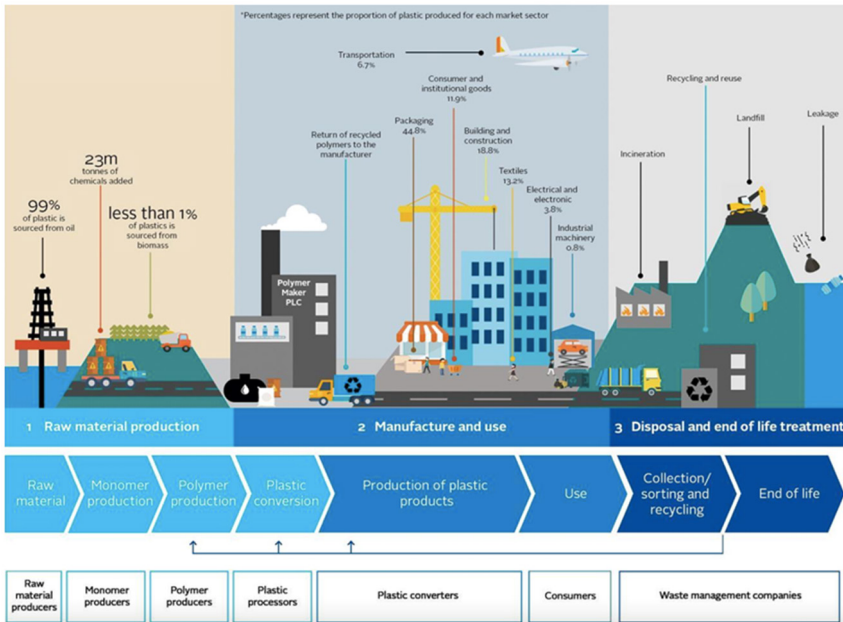 *Percentages represent the proportion of plastic produced for each market sector
Transportation
6.7%
Consumer and
institutional goods
11.9%
Recycling and reuse
Packaging
44.8%
Building and
construction
18.8%
Return of recycled
polymers to the
manufacturer
Landfill
Leakage
23m
tonnes of
chemicals added
Incineration
Textiles
13.2%
Electrical and
electronic
3.8%
99%
of plastic is
sourced from oil
less than 1%
of plastics is
sourced from
biomass
Industrial
machinery
0.8%
Polymer
Maker
PLC
1 Raw material production
2 Manufacture and use
3 Disposal and end of life treatment
Raw
material
Monomer
production
Polymer
production
Plastic
conversion
Production of plastic
products
Use
Collection/
sorting and
recycling
End of life
Raw
material
producers
Monomer
producers
Polymer
producers
Plastic
processors
Plastic converters
Consumers
Waste management companies